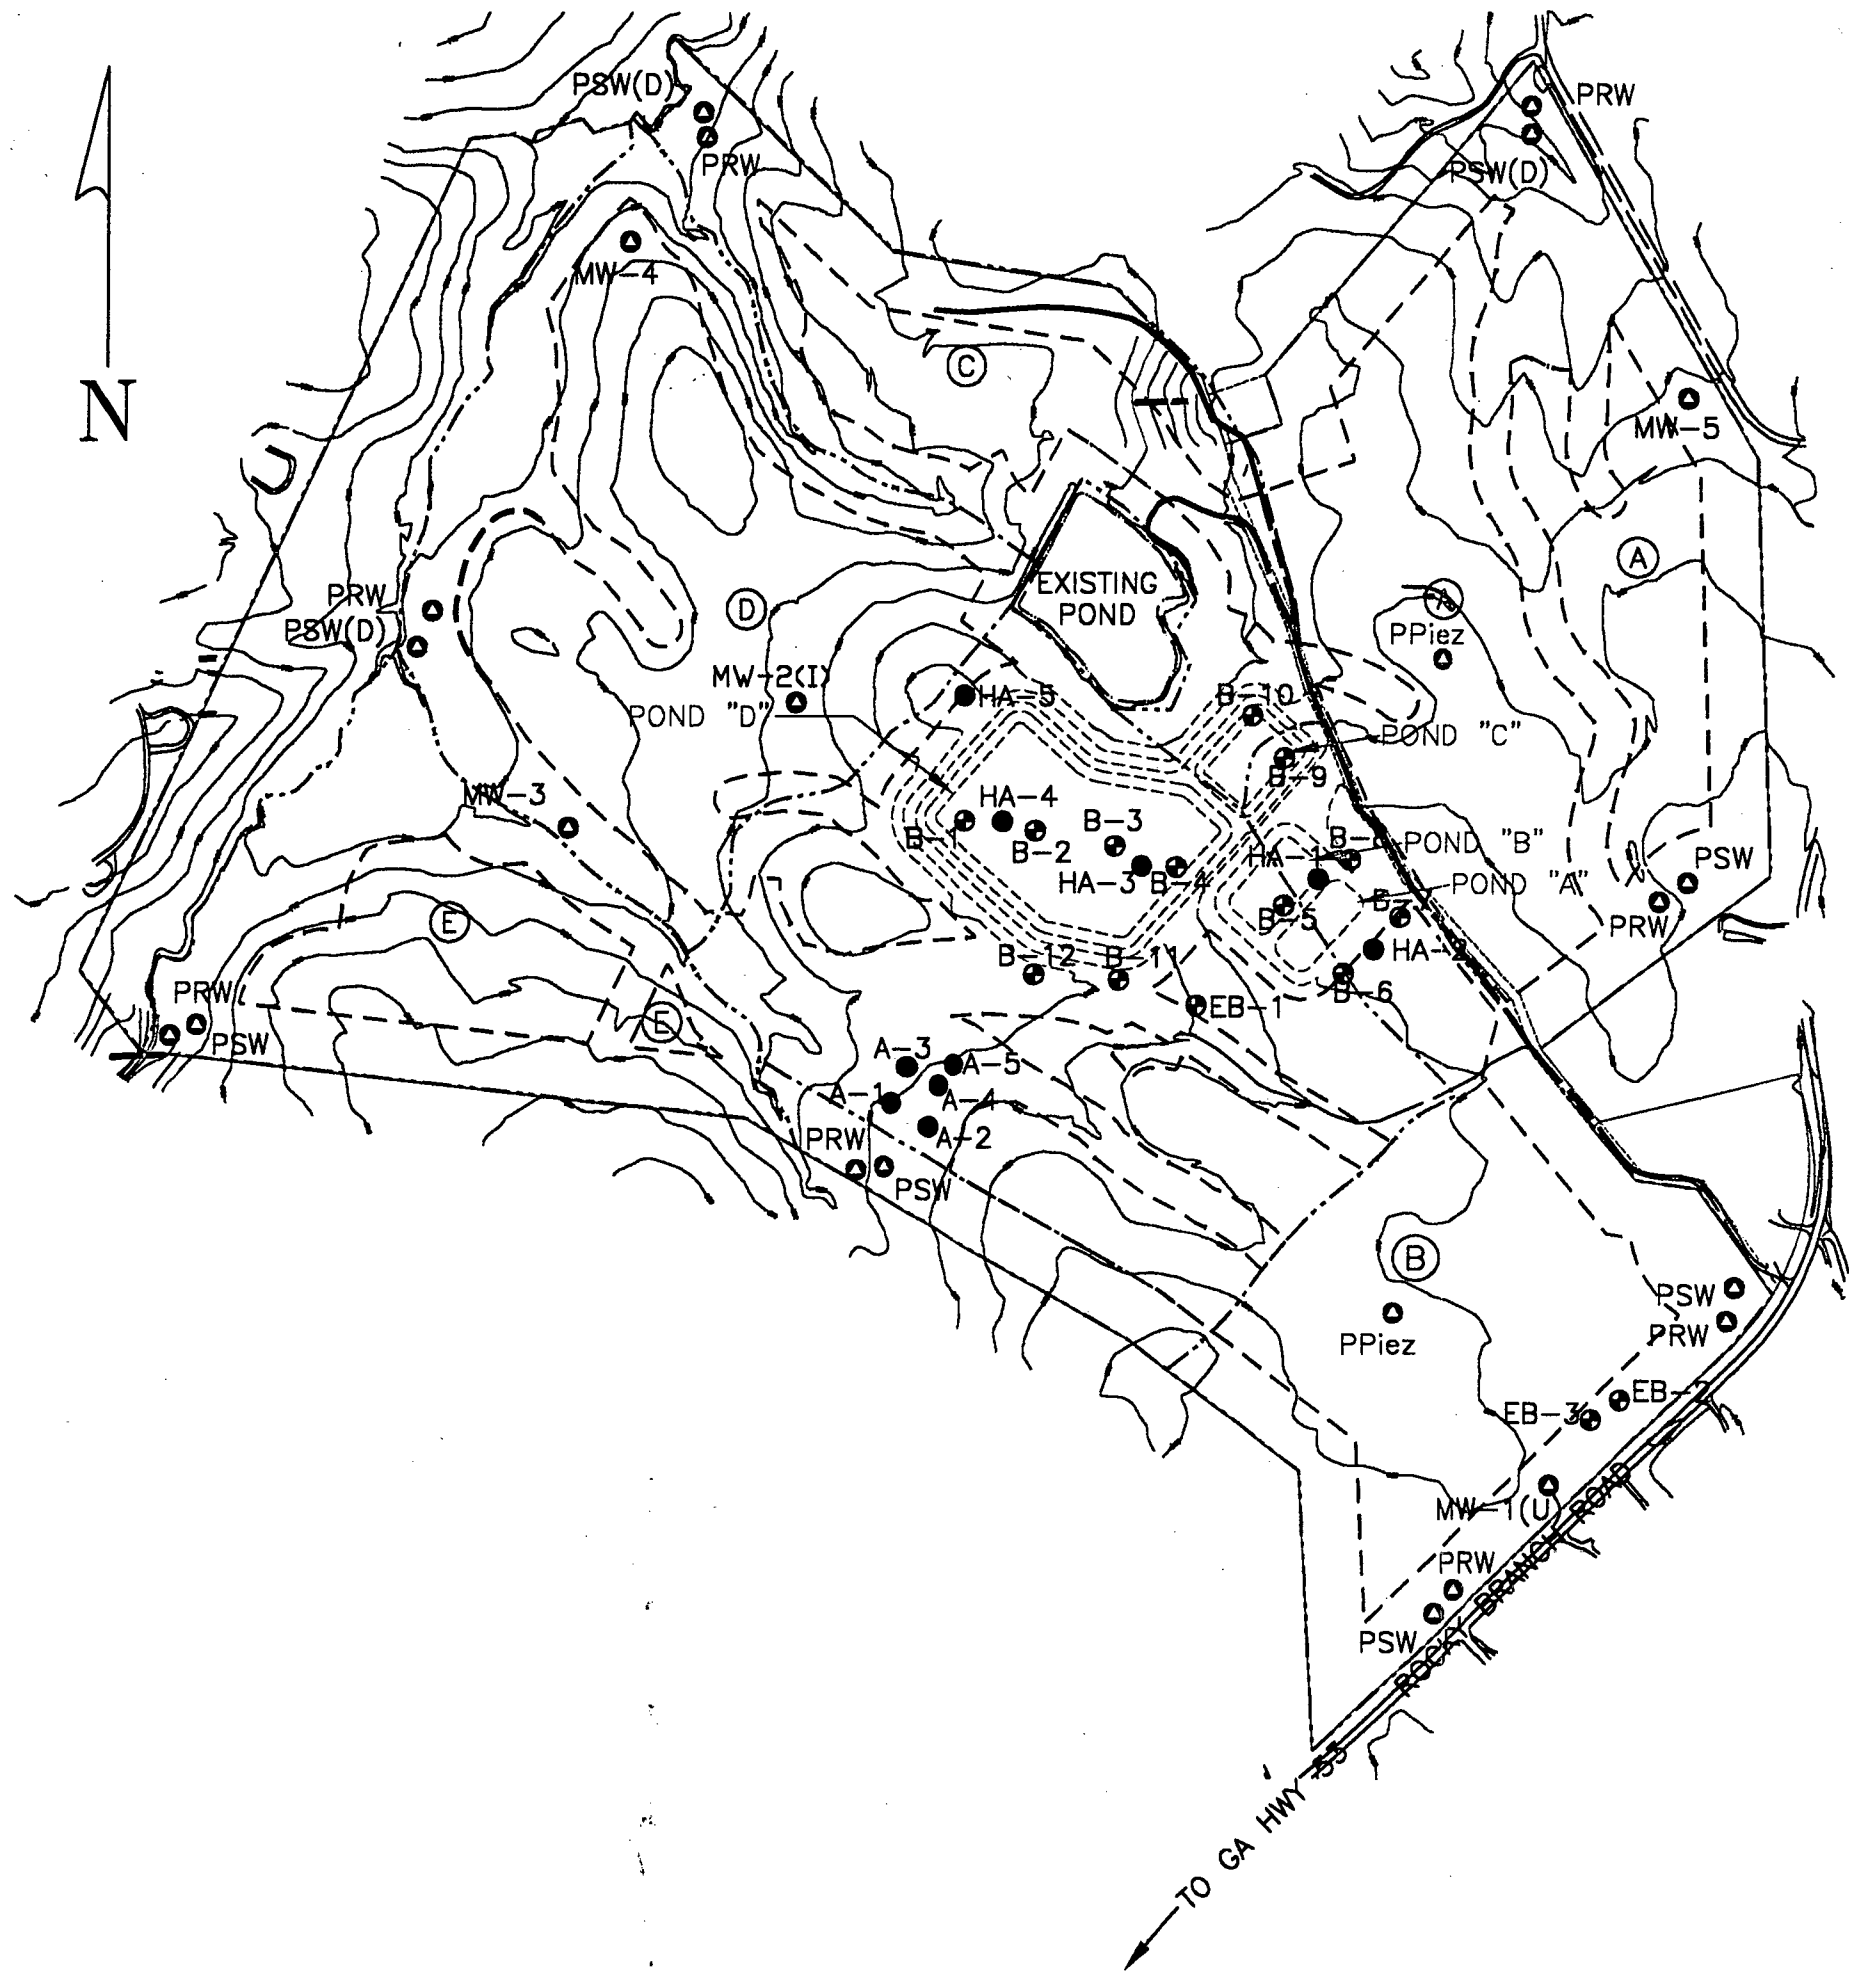 PSW(D)
PRW
PRW
PSW(D)
MW-4
N
C
MW-5
A
EXISTING
POND
A
PPiez
PRW
PSW(D)
D
MW-2(I)
HA-5
B-10
POND "D"
POND "C"
B-9
MW-3
HA-4
B-1
B-2
B-3
HA-3
B-4
HA-1
B-8
POND "B"
PSW
POND "A"
B-5
B-7
PRW
E
HA-2
B-12
B-11
B-6
PRW
EB-1
E
PSW
A-3
A-5
A-1
A-4
A-2
PRW
PSW
B
PSW
PRW
PPiez
EB-2
EB-3
MW-1(U
PRW
PSW
ROCKY BRANCH ROAD
TO GA HWY 155